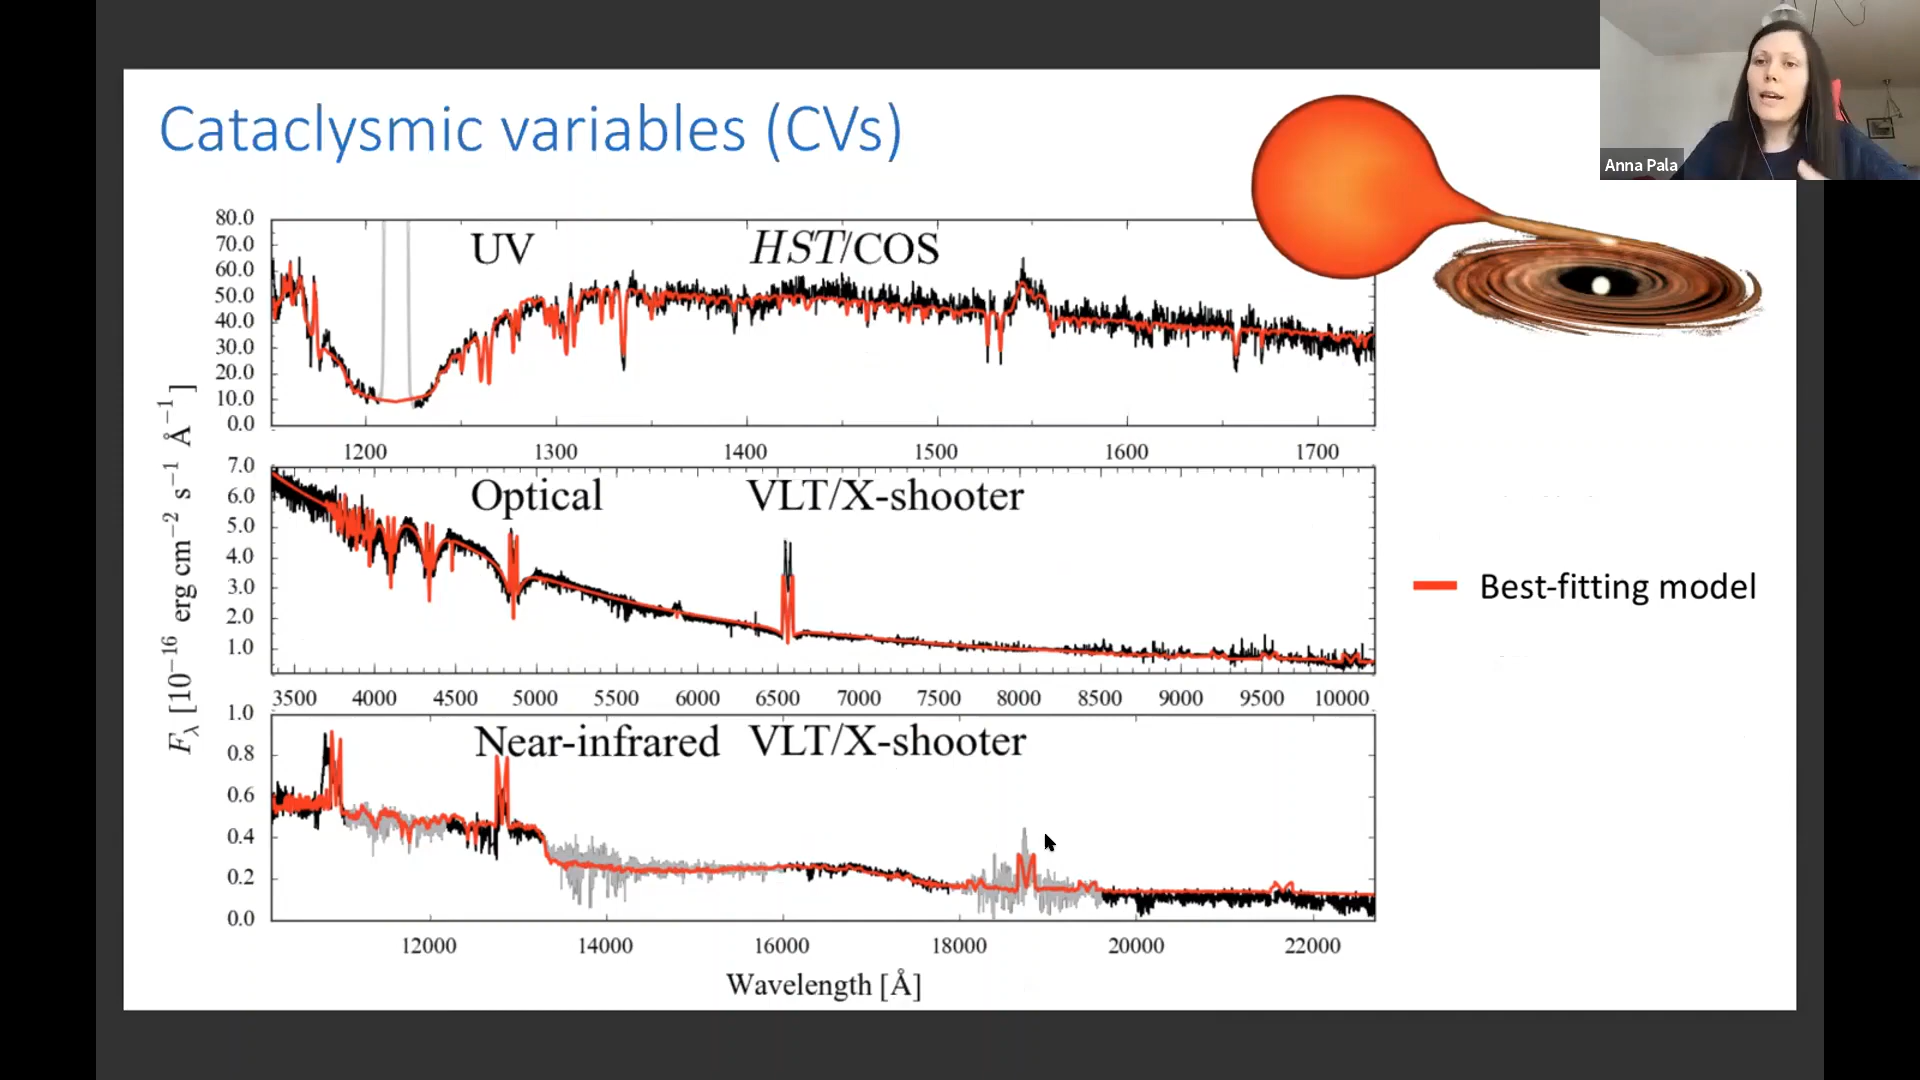 Cataclysmic variables (CVs)
Anna Pala
80.0
70.0
60.0
50.0
40.0
30.0
20.0
10.0
0.0
UV HST/COS
1200 1300 1400 1500 1600 1700
7.0
6.0
5.0
4.0
3.0
2.0
1.0
Optical VLT/X-shooter
3500 4000 4500 5000 5500 6000 6500 7000 7500 8000 8500 9000 9500 10000
1.0
0.8
0.6
0.4
0.2
0.0
Near-infrared VLT/X-shooter
12000 14000 16000 18000 20000 22000
Wavelength [Å]
Fλ [10−16 erg cm−2 s−1 Å−1]
Best-fitting model